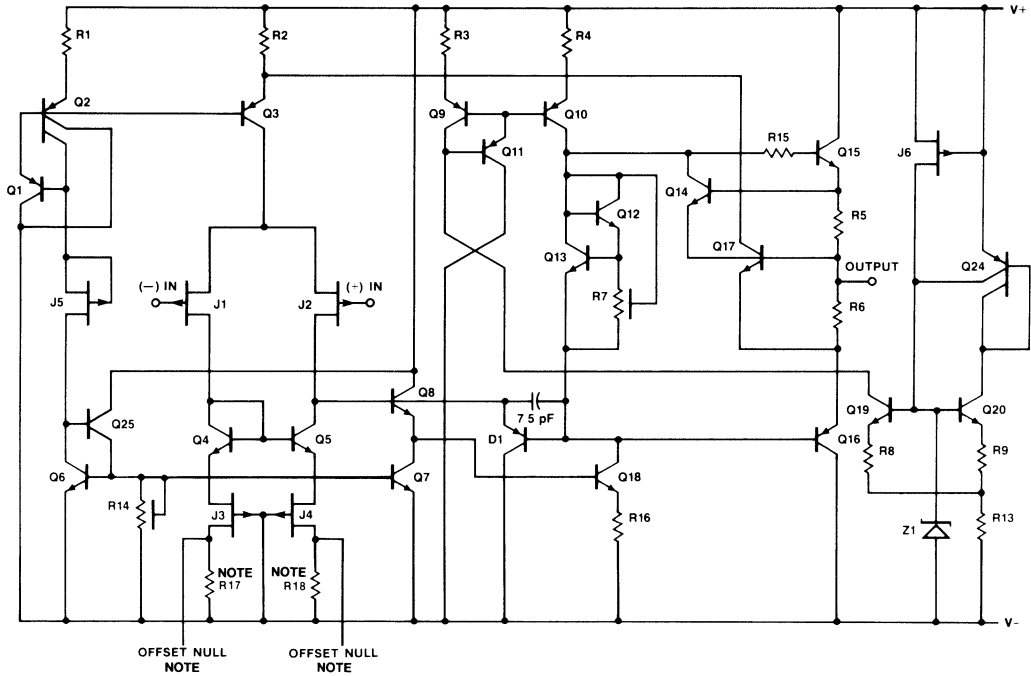 V+
R1
R2
R3
R4
Q2
Q3
Q9
Q10
R15
Q15
J6
Q11
Q1
Q14
Q12
R5
Q17
Q13
OUTPUT
Q24
(−) IN
(+) IN
J5
J1
J2
R7
R6
Q8
75 pF
Q19
Q20
Q25
Q4
Q5
D1
Q16
R8
R9
Q6
Q7
Q18
R14
J3
J4
R16
Z1
R13
NOTE
R17
NOTE
R18
V−
OFFSET NULL
NOTE
OFFSET NULL
NOTE